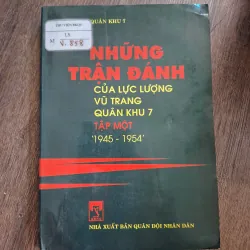 QUÂN KHU 7
NHỮNG
TRẬN ĐÁNH
CỦA LỰC LƯỢNG
VŨ TRANG
QUÂN KHU 7
TẬP MỘT
'1945 - 1954'
NHÀ XUẤT BẢN QUÂN ĐỘI NHÂN DÂN